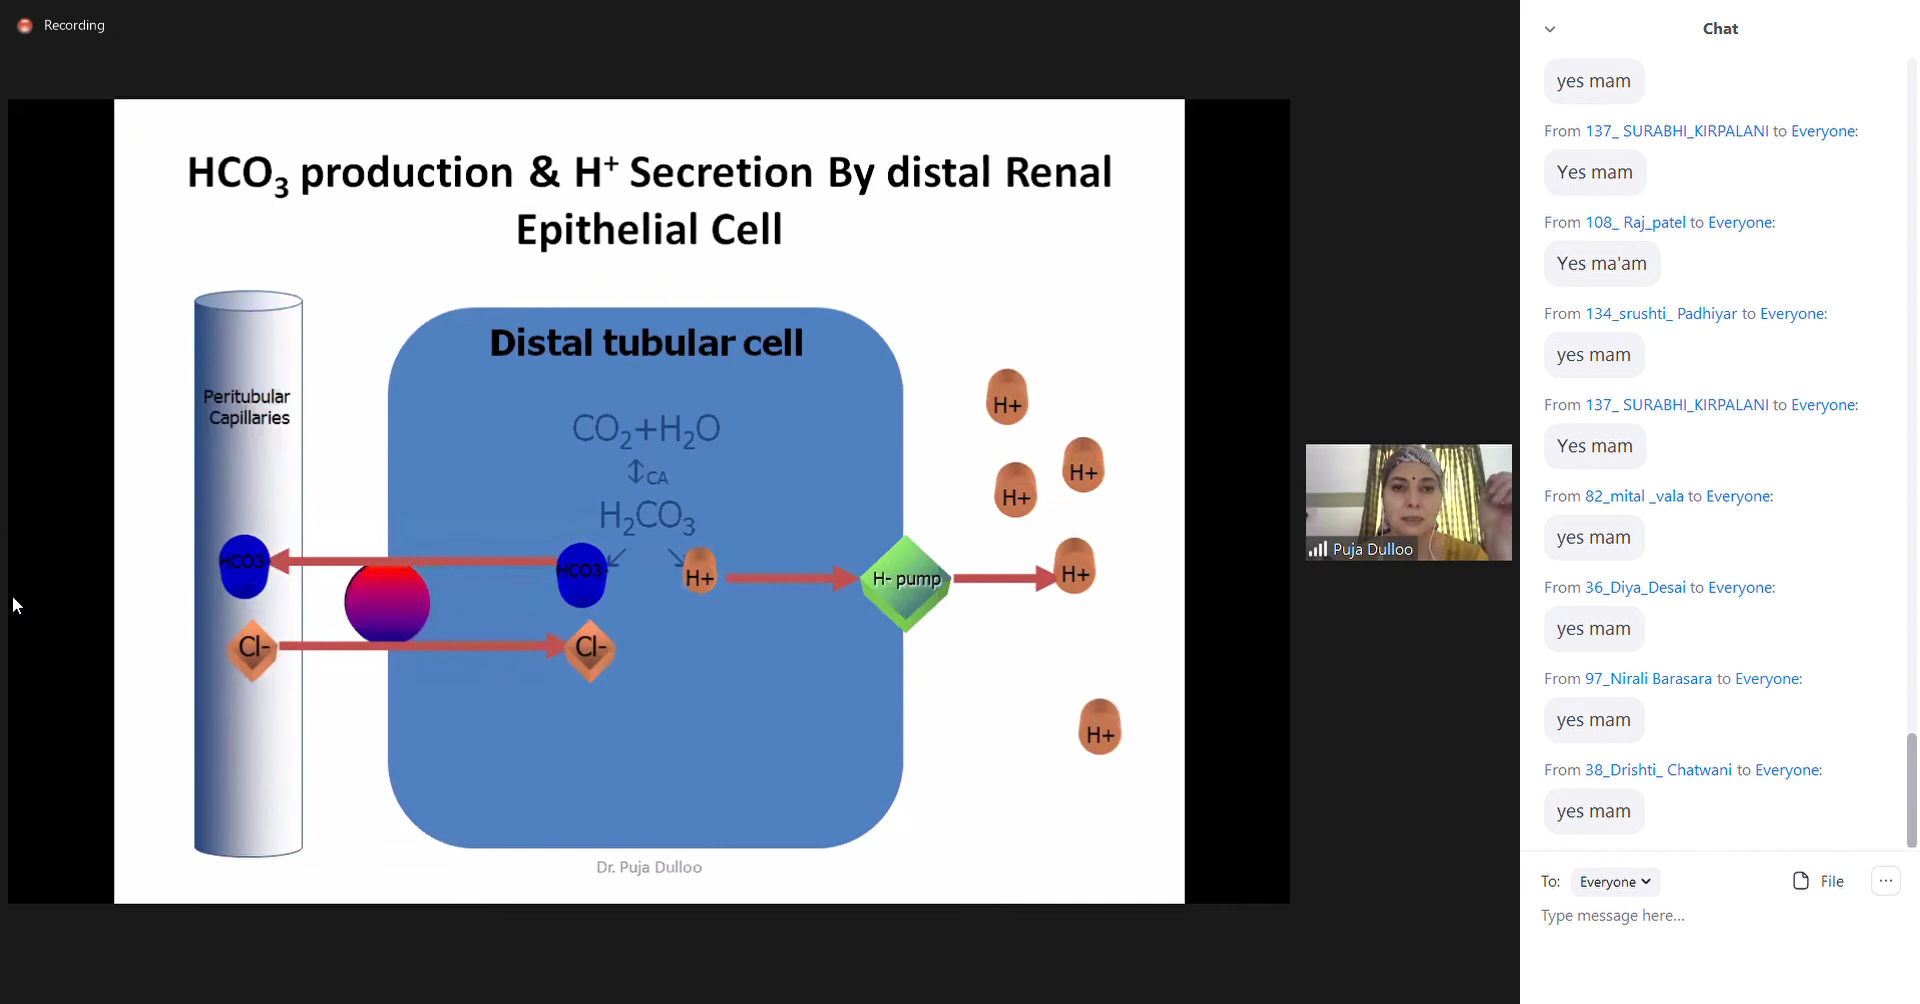 Recording
HCO3 production & H+ Secretion By distal Renal
Epithelial Cell
Distal tubular cell
Peritubular
Capillaries
CO2+H2O
CA
H2CO3
HCO3-
HCO3-
H+
H- pump
H+
H+
H+
H+
H+
Cl-
Cl-
Dr. Puja Dulloo
Puja Dulloo
Chat
yes mam
From 137_ SURABHI_KIRPALANI to Everyone:
Yes mam
From 108_ Raj_patel to Everyone:
Yes ma'am
From 134_srushti_ Padhiyar to Everyone:
yes mam
From 137_ SURABHI_KIRPALANI to Everyone:
Yes mam
From 82_mital _vala to Everyone:
yes mam
From 36_Diya_Desai to Everyone:
yes mam
From 97_Nirali Barasara to Everyone:
yes mam
From 38_Drishti_ Chatwani to Everyone:
yes mam
To: Everyone
File
Type message here...